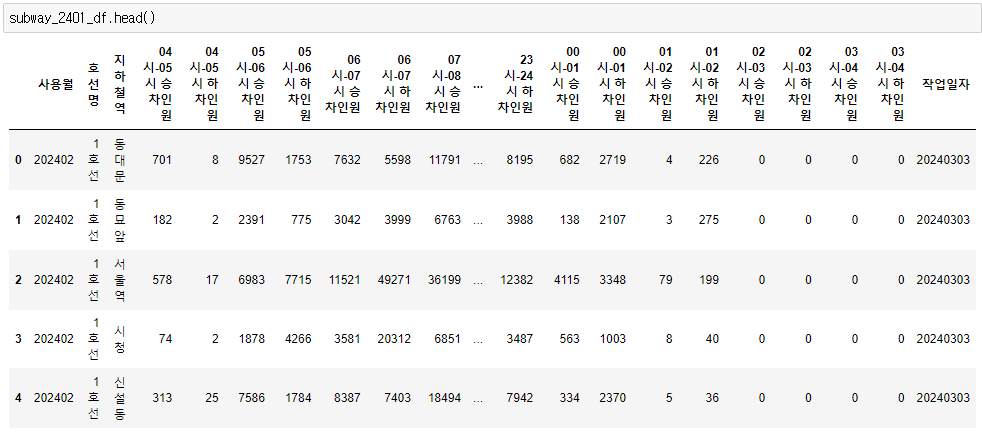 subway_2401_df.head()
사용월 호선명 지하철역 04시-05시 승차인원 04시-05시 하차인원 05시-06시 승차인원 05시-06시 하차인원 06시-07시 승차인원 06시-07시 하차인원 07시-08시 승차인원 ... 23시-24시 하차인원 00시-01시 승차인원 00시-01시 하차인원 01시-02시 승차인원 01시-02시 하차인원 02시-03시 승차인원 02시-03시 하차인원 03시-04시 승차인원 03시-04시 하차인원 작업일자
0 202402 1호선 동대문 701 8 9527 1753 7632 5598 11791 ... 8195 682 2719 4 226 0 0 0 0 20240303
1 202402 1호선 동묘앞 182 2 2391 775 3042 3999 6763 ... 3988 138 2107 3 275 0 0 0 0 20240303
2 202402 1호선 서울역 578 17 6983 7715 11521 49271 36199 ... 12382 4115 3348 79 199 0 0 0 0 20240303
3 202402 1호선 시청 74 2 1878 4266 3581 20312 6851 ... 3487 563 1003 8 40 0 0 0 0 20240303
4 202402 1호선 신설동 313 25 7586 1784 8387 7403 18494 ... 7942 334 2370 5 36 0 0 0 0 20240303